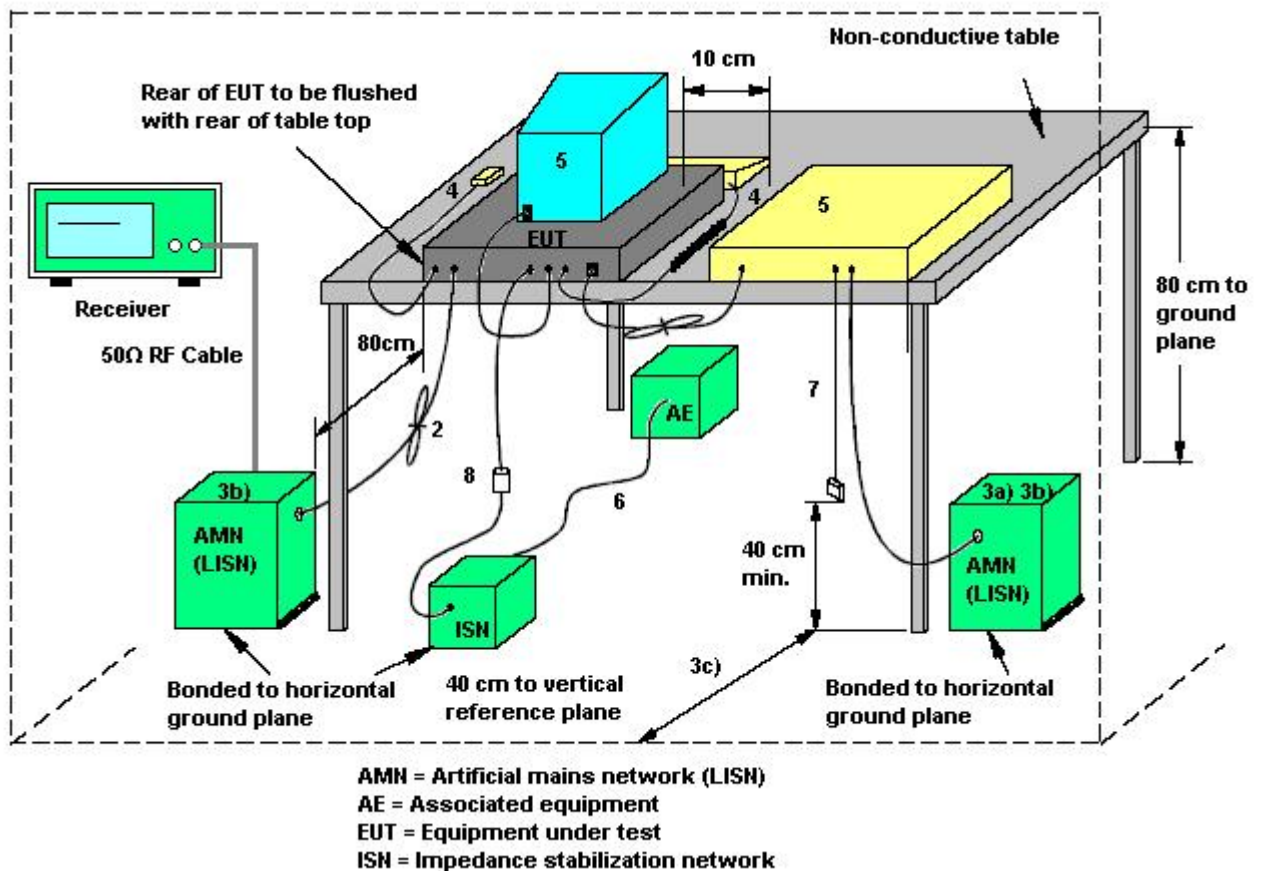 Non-conductive table
10 cm
Rear of EUT to be flushed
with rear of table top
5
4
4
5
EUT
Receiver
50Ω RF Cable
80cm
80 cm to
ground
plane
AE
7
2
8
6
3b)
AMN
(LISN)
3a) 3b)
AMN
(LISN)
40 cm
min.
ISN
3c)
Bonded to horizontal
ground plane
40 cm to vertical
reference plane
Bonded to horizontal
ground plane
AMN = Artificial mains network (LISN)
AE = Associated equipment
EUT = Equipment under test
ISN = Impedance stabilization network